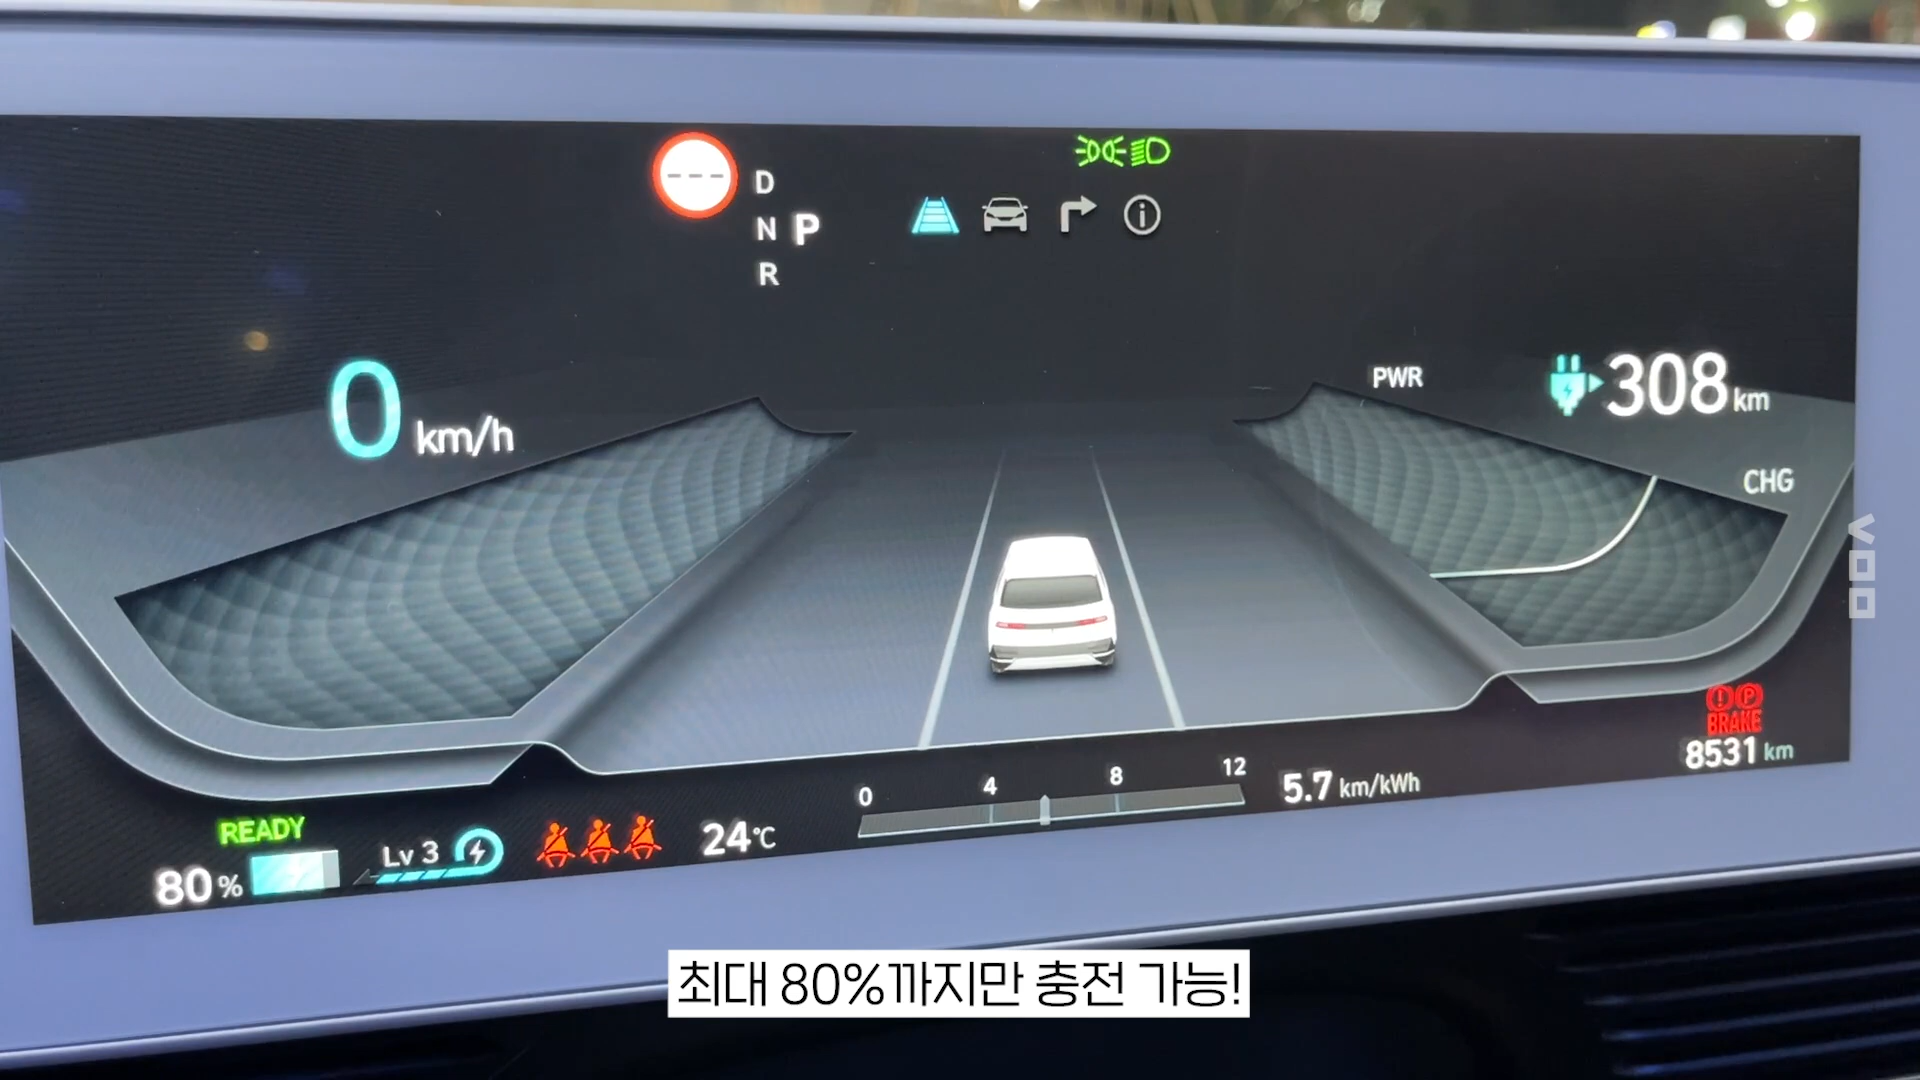 D
N P
R
0 km/h
PWR
308 km
CHG
VOO
BRAKE
8531 km
0 4 8 12
5.7 km/kWh
READY
80%
Lv 3
24°C
최대 80%까지만 충전 가능!